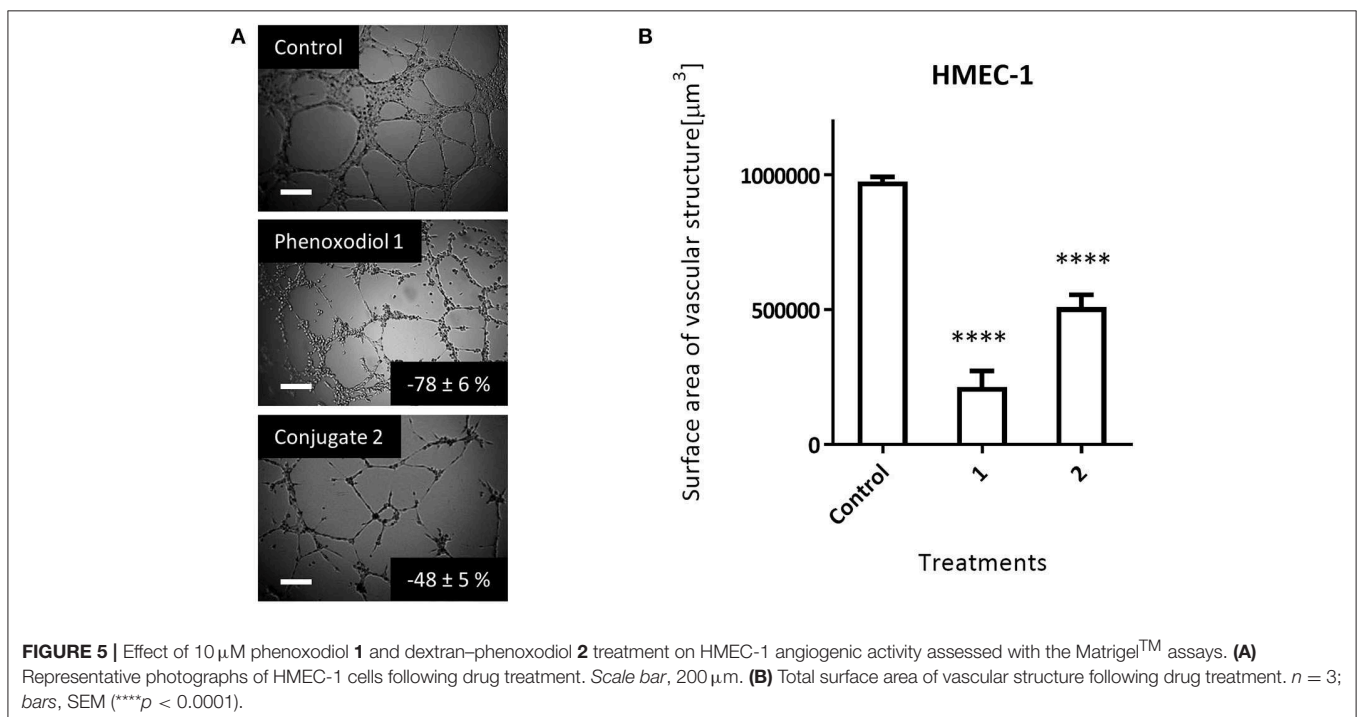 A
Control
Phenoxodiol 1
-78 ± 6 %
Conjugate 2
-48 ± 5 %
B
HMEC-1
Surface area of vascular structure[µm³]
1000000
500000
0
****
****
Control
1
2
Treatments
FIGURE 5 | Effect of 10 µM phenoxodiol 1 and dextran–phenoxodiol 2 treatment on HMEC-1 angiogenic activity assessed with the Matrigel™ assays. (A)
Representative photographs of HMEC-1 cells following drug treatment. Scale bar, 200 µm. (B) Total surface area of vascular structure following drug treatment. n = 3;
bars, SEM (****p < 0.0001).